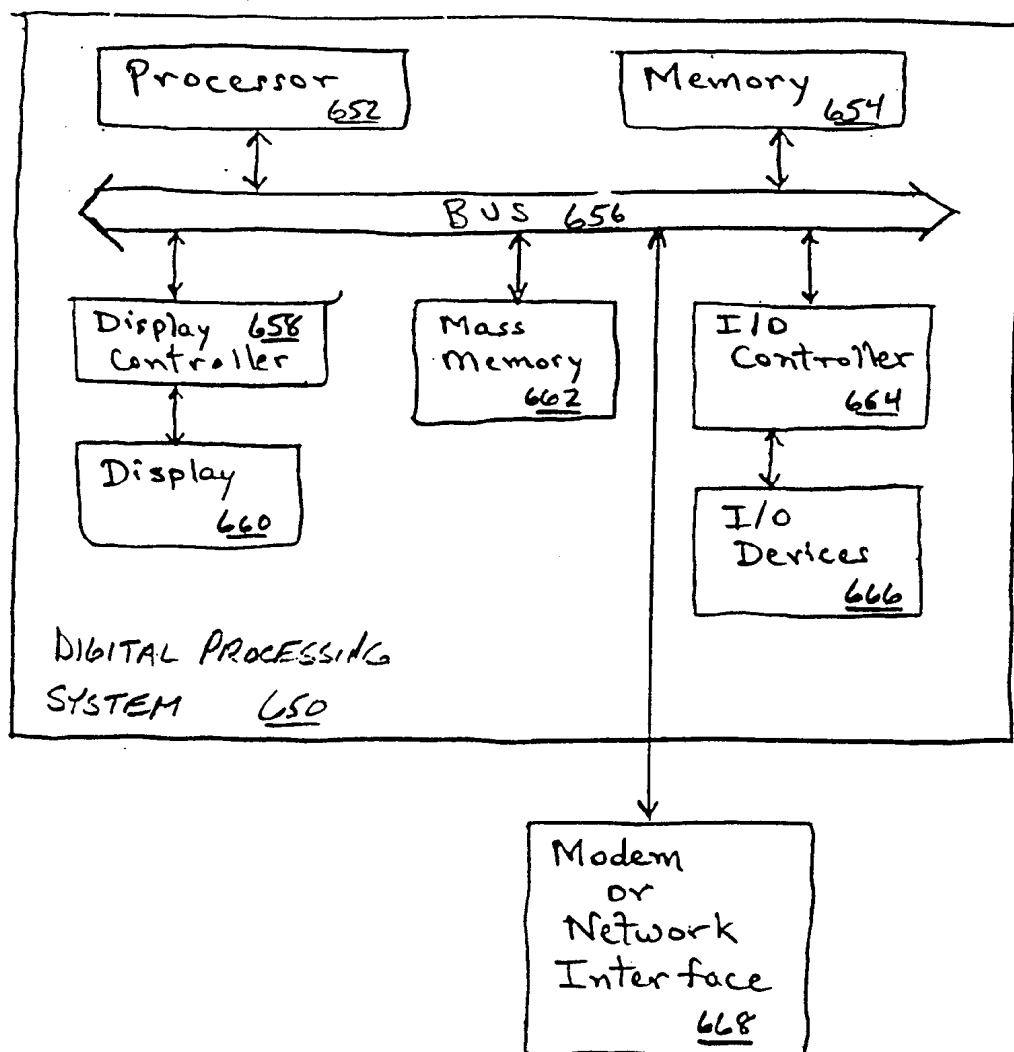 Processor
652
Memory 654
BUS 656
Display 658
Controller
Mass
Memory
662
I/O
Controller
664
Display
660
I/O
Devices
666
DIGITAL PROCESSING
SYSTEM 650
Modem
or
Network
Interface
668